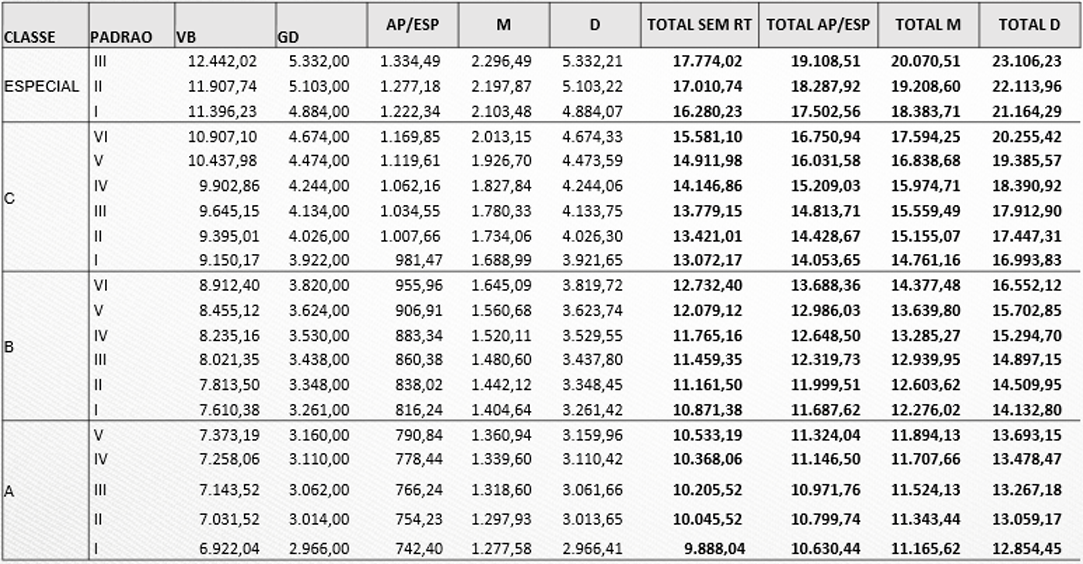 CLASSE PADRAO VB GD AP/ESP M D TOTAL SEM RT TOTAL AP/ESP TOTAL M TOTAL D
III 12.442,02 5.332,00 1.334,49 2.296,49 5.332,21 17.774,02 19.108,51 20.070,51 23.106,23
ESPECIAL II 11.907,74 5.103,00 1.277,18 2.197,87 5.103,22 17.010,74 18.287,92 19.208,60 22.113,96
I 11.396,23 4.884,00 1.222,34 2.103,48 4.884,07 16.280,23 17.502,56 18.383,71 21.164,29
VI 10.907,10 4.674,00 1.169,85 2.013,15 4.674,33 15.581,10 16.750,94 17.594,25 20.255,42
V 10.437,98 4.474,00 1.119,61 1.926,70 4.473,59 14.911,98 16.031,58 16.838,68 19.385,57
IV 9.902,86 4.244,00 1.062,16 1.827,84 4.244,06 14.146,86 15.209,03 15.974,71 18.390,92
C III 9.645,15 4.134,00 1.034,55 1.780,33 4.133,75 13.779,15 14.813,71 15.559,49 17.912,90
II 9.395,01 4.026,00 1.007,66 1.734,06 4.026,30 13.421,01 14.428,67 15.155,07 17.447,31
I 9.150,17 3.922,00 981,47 1.688,99 3.921,65 13.072,17 14.053,65 14.761,16 16.993,83
VI 8.912,40 3.820,00 955,96 1.645,09 3.819,72 12.732,40 13.688,36 14.377,48 16.552,12
V 8.455,12 3.624,00 906,91 1.560,68 3.623,74 12.079,12 12.986,03 13.639,80 15.702,85
IV 8.235,16 3.530,00 883,34 1.520,11 3.529,55 11.765,16 12.648,50 13.285,27 15.294,70
B III 8.021,35 3.438,00 860,38 1.480,60 3.437,80 11.459,35 12.319,73 12.939,95 14.897,15
II 7.813,50 3.348,00 838,02 1.442,12 3.348,45 11.161,50 11.999,51 12.603,62 14.509,95
I 7.610,38 3.261,00 816,24 1.404,64 3.261,42 10.871,38 11.687,62 12.276,02 14.132,80
V 7.373,19 3.160,00 790,84 1.360,94 3.159,96 10.533,19 11.324,04 11.894,13 13.693,15
IV 7.258,06 3.110,00 778,44 1.339,60 3.110,42 10.368,06 11.146,50 11.707,66 13.478,47
A III 7.143,52 3.062,00 766,24 1.318,60 3.061,66 10.205,52 10.971,76 11.524,13 13.267,18
II 7.031,52 3.014,00 754,23 1.297,93 3.013,65 10.045,52 10.799,74 11.343,44 13.059,17
I 6.922,04 2.966,00 742,40 1.277,58 2.966,41 9.888,04 10.630,44 11.165,62 12.854,45